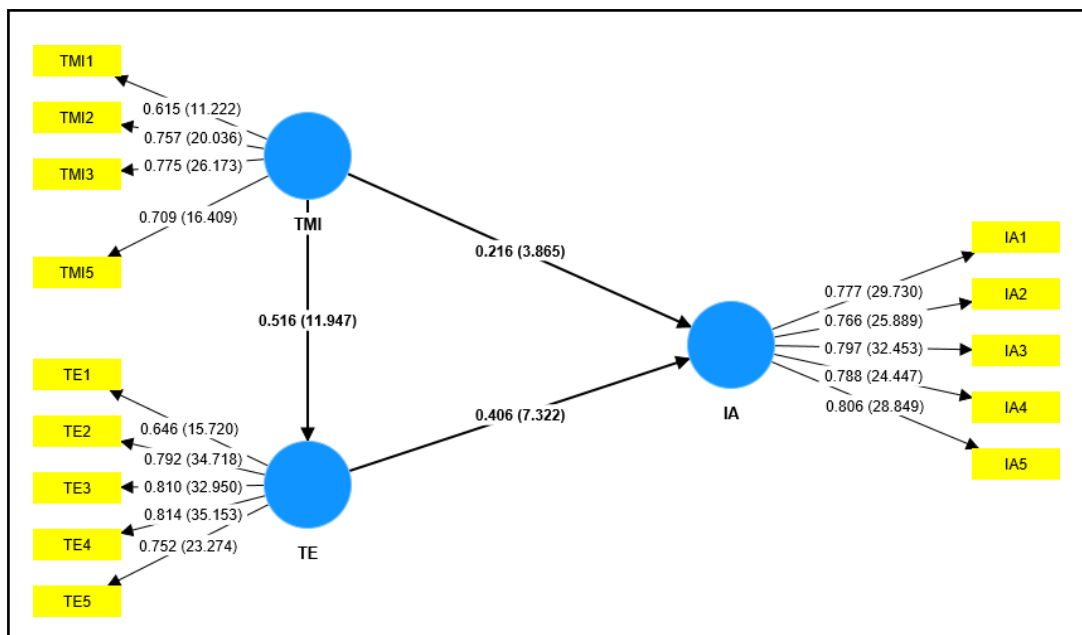 TMI1
0.615 (11.222)
TMI2
0.757 (20.036)
TMI3
0.775 (26.173)
0.709 (16.409)
TMI5
TMI
0.216 (3.865)
0.516 (11.947)
TE1
0.646 (15.720)
TE2
0.792 (34.718)
TE3
0.810 (32.950)
TE4
0.814 (35.153)
0.752 (23.274)
TE5
TE
0.406 (7.322)
IA
IA1
0.777 (29.730)
IA2
0.766 (25.889)
IA3
0.797 (32.453)
0.788 (24.447)
IA4
0.806 (28.849)
IA5